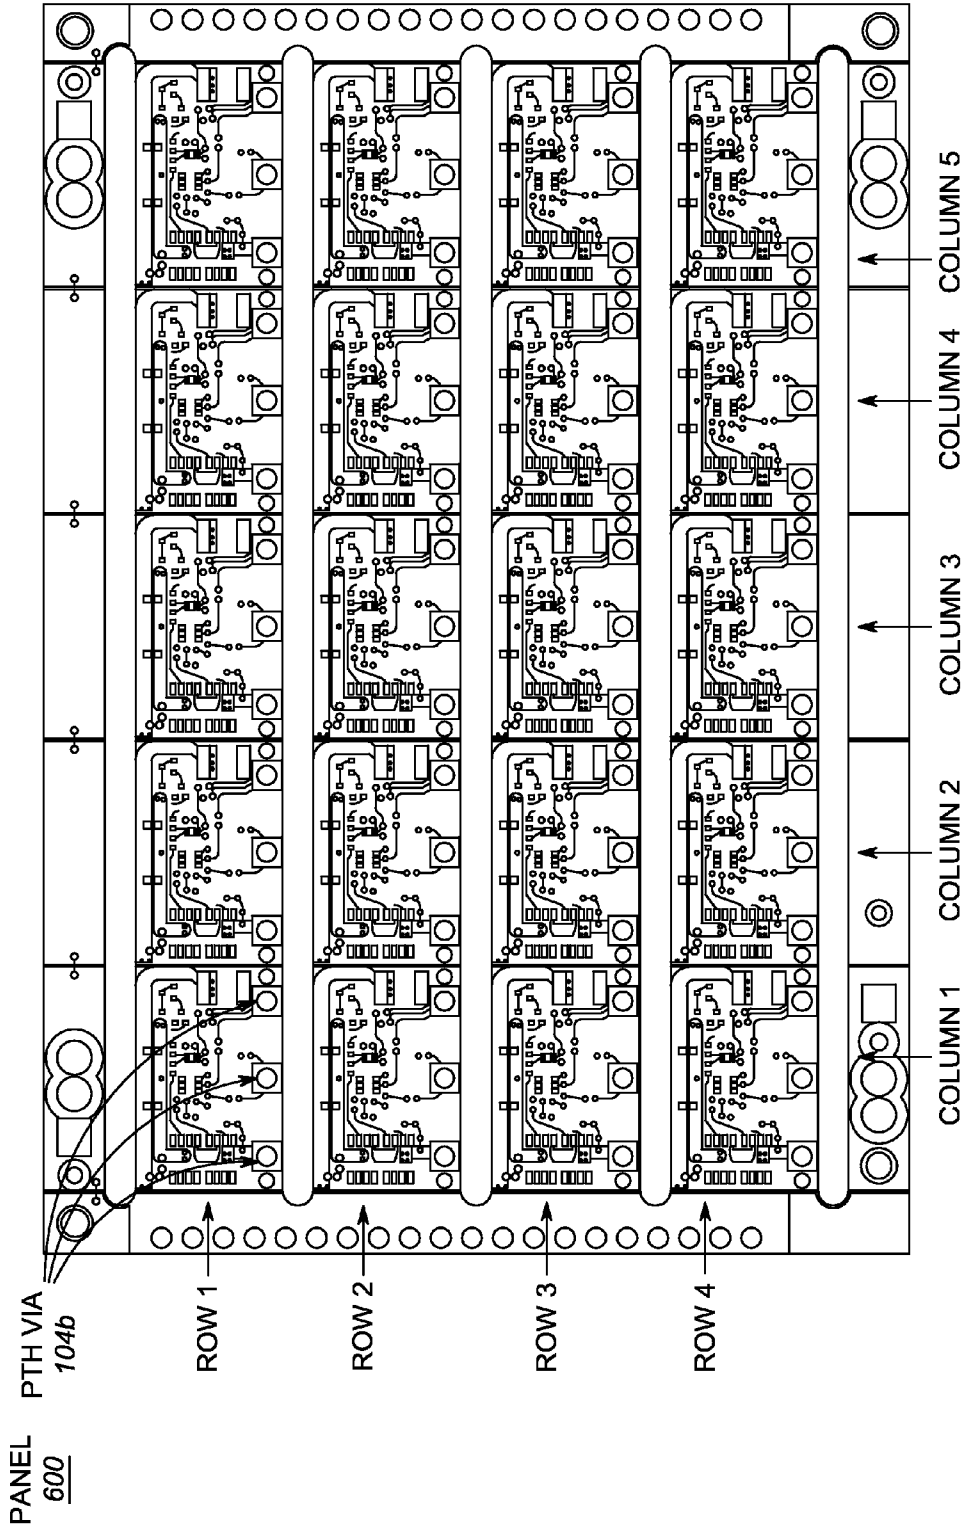 PANEL
600
PTH VIA
104b
ROW 1
ROW 2
ROW 3
ROW 4
COLUMN 1
COLUMN 2
COLUMN 3
COLUMN 4
COLUMN 5